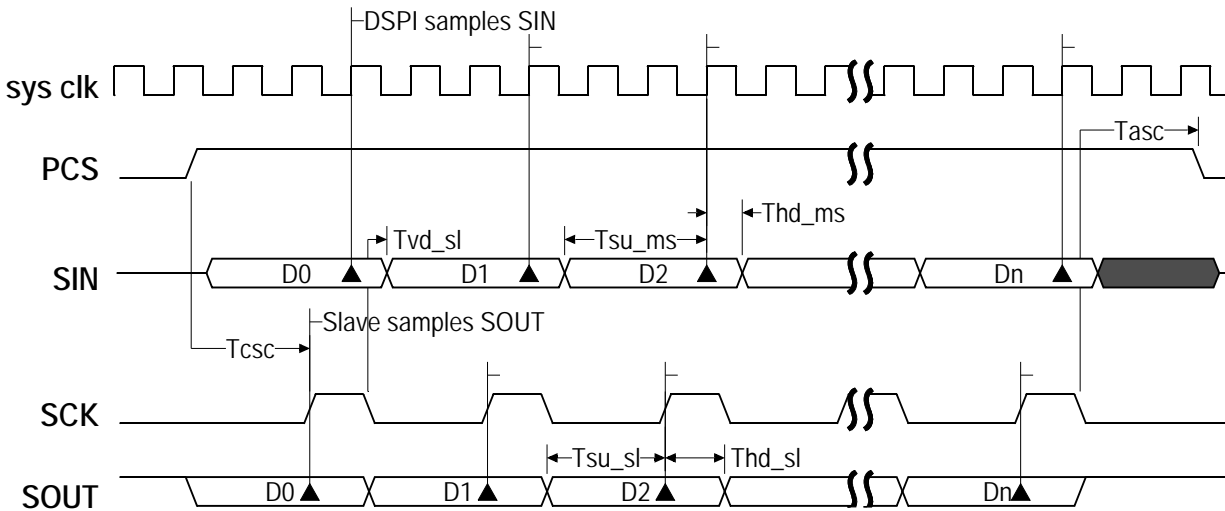 DSPI samples SIN
sys clk
Tasc
PCS
Thd_ms
Tvd_sl
Tsu_ms
SIN
D0
D1
D2
Dn
Slave samples SOUT
Tcsc
SCK
Tsu_sl
Thd_sl
SOUT
D0
D1
D2
Dn